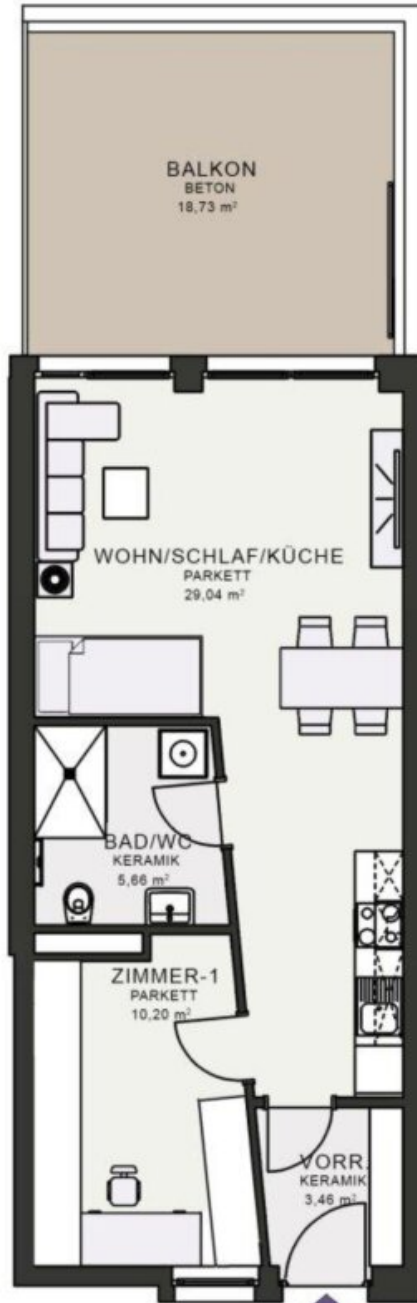 BALKON
BETON
18,73 m²
WOHN/SCHLAF/KÜCHE
PARKETT
29,04 m²
BAD/WC
KERAMIK
5,66 m²
ZIMMER-1
PARKETT
10,20 m²
VORR.
KERAMIK
3,46 m²